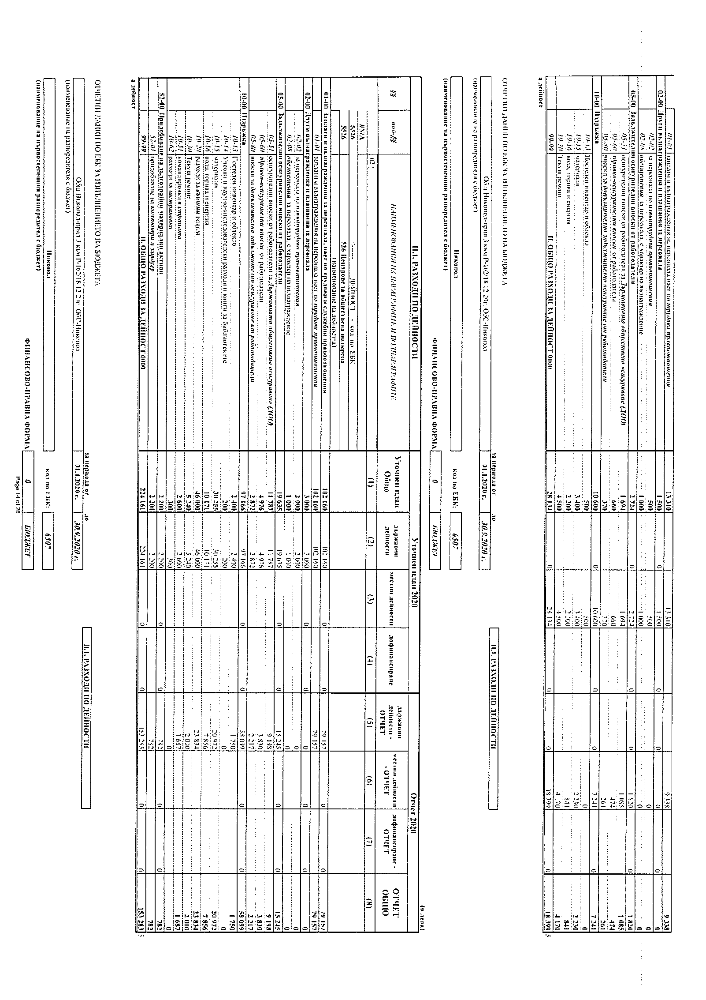 01-01 заплати и възнаграждения на персонала нает по трудови правоотношения 13 310 13 310 9 338 9 338
02-00 Други възнаграждения и плащания за персонала 1 500 0 1 500 0 0 0 0 0
02-02 за персонала по извънтрудови правоотношения 500 500 0 0
02-08 обезщетения за персонала, с характер на възнаграждение 1 000 1 000 0 0
05-00 Задължителни осигурителни вноски от работодатели 2 724 0 2 724 0 0 1 820 0 1 820
05-51 осигурителни вноски от работодатели за Държавното обществено осигуряване (ДОО) 1 694 1 694 1 085 1 085
05-60 здравно-осигурителни вноски от работодатели 660 660 474 474
05-80 вноски за допълнително задължително осигуряване от работодатели 370 370 261 261
10-00 Издръжка 10 600 0 10 600 0 0 7 241 0 7 241
10-13 Постелен инвентар и облекло 500 500 0 0
10-15 материали 3 400 3 400 2 230 2 230
10-16 вода, горива и енергия 2 200 2 200 841 841
10-30 Текущ ремонт 4 500 4 500 4 170 4 170
99-99 II. ОБЩО РАЗХОДИ ЗА ДЕЙНОСТ 0000 28 134 0 28 134 0 0 18 399 0 18 399
а дейност
II.1. РАЗХОДИ ПО ДЕЙНОСТИ
ОТЧЕТНИ ДАННИ ПО ЕБК ЗА ИЗПЪЛНЕНИЕТО НА БЮДЖЕТА
за периода от до
Общ Никопол-прил 3 към Р-162/18 12 20г. ОбС-Никопол 01.1.2020 г. 30.9.2020 г.
(наименование на разпоредителя с бюджет)
Никопол код по ЕБК: 6507
(наименование на първостепенния разпоредител с бюджет)
ФИНАНСОВО-ПРАВНА ФОРМА 0 БЮДЖЕТ
(в лева)
II.1. РАЗХОДИ ПО ДЕЙНОСТИ Уточнен план 2020 Отчет 2020
§§ под-§§ НАИМЕНОВАНИЯ НА ПАРАГРАФИТЕ И ПОДПАРАГРАФИТЕ
Уточнен план Общо държавни дейности местни дейности дофинансиране държавни дейности - ОТЧЕТ местни дейности - ОТЧЕТ дофинансиране - ОТЧЕТ ОТЧЕТ ОБЩО
(1) (2) (3) (4) (5) (6) (7) (8)
#N/A
5526 ДЕЙНОСТ - код по ЕБК
5526 526 Центрове за обществена подкрепа
(наименование на дейността)
01-00 Заплати и възнаграждения за персонала, нает по трудови и служебни правоотношения 102 160 102 160 0 0 79 157 0 0 79 157
01-01 заплати и възнаграждения на персонала нает по трудови правоотношения 102 160 102 160 79 157 79 157
02-00 Други възнаграждения и плащания за персонала 3 000 3 000 0 0 0 0 0 0
02-02 за персонала по извънтрудови правоотношения 2 000 2 000 0 0
02-08 обезщетения за персонала, с характер на възнаграждение 1 000 1 000 0 0
05-00 Задължителни осигурителни вноски от работодатели 19 635 19 635 0 0 15 245 0 0 15 245
05-51 осигурителни вноски от работодатели за Държавното обществено осигуряване (ДОО) 11 787 11 787 9 198 9 198
05-60 здравно-осигурителни вноски от работодатели 4 976 4 976 3 830 3 830
05-80 вноски за допълнително задължително осигуряване от работодатели 2 872 2 872 2 217 2 217
10-00 Издръжка 97 166 97 166 0 0 58 099 0 0 58 099
10-13 Постелен инвентар и облекло 2 400 2 400 1 750 1 750
10-14 Учебни и научно-изследователски разходи и книги за библиотеките 200 200 0 0
10-15 материали 30 255 30 255 20 972 20 972
10-16 вода, горива и енергия 10 171 10 171 7 856 7 856
10-20 разходи за външни услуги 46 000 46 000 23 834 23 834
10-30 Текущ ремонт 5 240 5 240 2 000 2 000
10-51 командировки в страната 2 600 2 600 1 687 1 687
10-62 разходи за застраховки 300 300 0 0
52-00 Придобиване на дълготрайни материални активи 2 200 2 200 0 0 782 0 0 782
52-01 придобиване на компютри и хардуер 2 200 2 200 782 782
99-99 II. ОБЩО РАЗХОДИ ЗА ДЕЙНОСТ 0000 224 161 224 161 0 0 153 283 0 0 153 283
а дейност
ОТЧЕТНИ ДАННИ ПО ЕБК ЗА ИЗПЪЛНЕНИЕТО НА БЮДЖЕТА
II.1. РАЗХОДИ ПО ДЕЙНОСТИ
за периода от до
Общ Никопол-прил 3 към Р-162/18 12 20г. ОбС-Никопол 01.1.2020 г. 30.9.2020 г.
(наименование на разпоредителя с бюджет)
Никопол код по ЕБК: 6507
(наименование на първостепенния разпоредител с бюджет)
ФИНАНСОВО-ПРАВНА ФОРМА 0 БЮДЖЕТ
Page 14 of 28